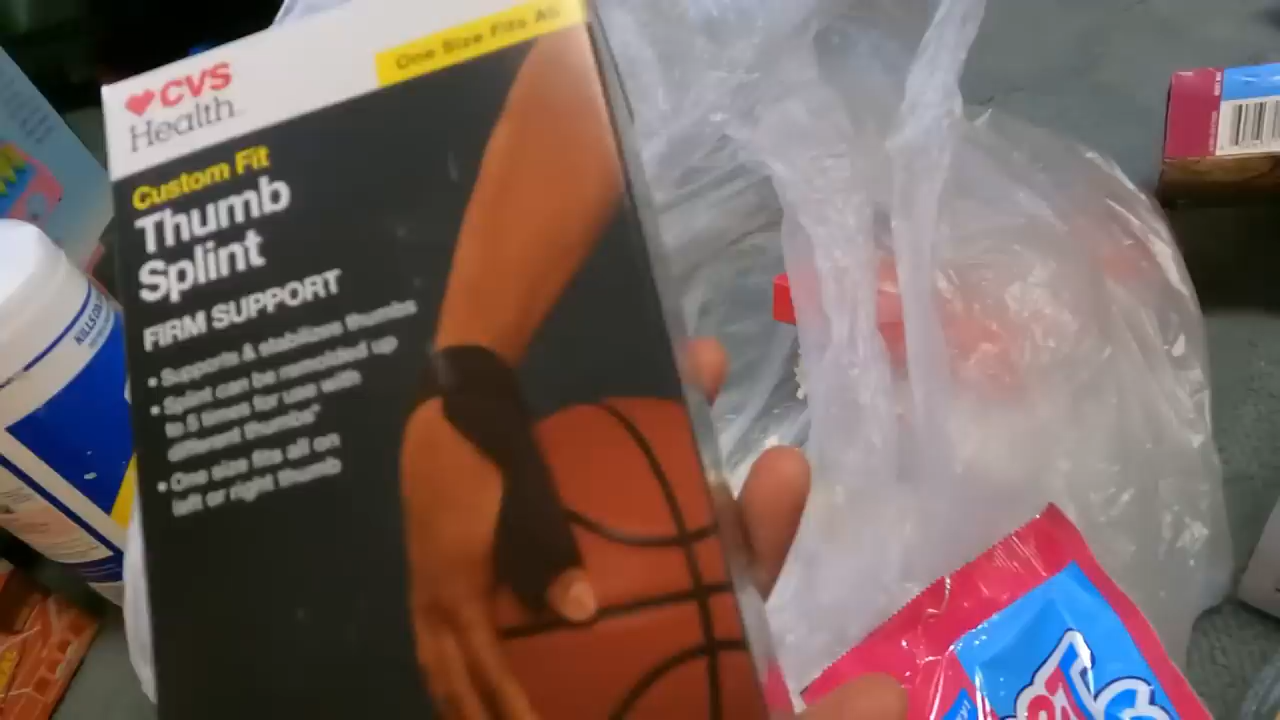 One Size Fits All
CVS
Health
Custom Fit
Thumb
Splint
FIRM SUPPORT
• Supports & stabilizes thumbs
• Splint can be remolded up
to 5 times for use with
different thumbs*
• One size fits all on
left or right thumb